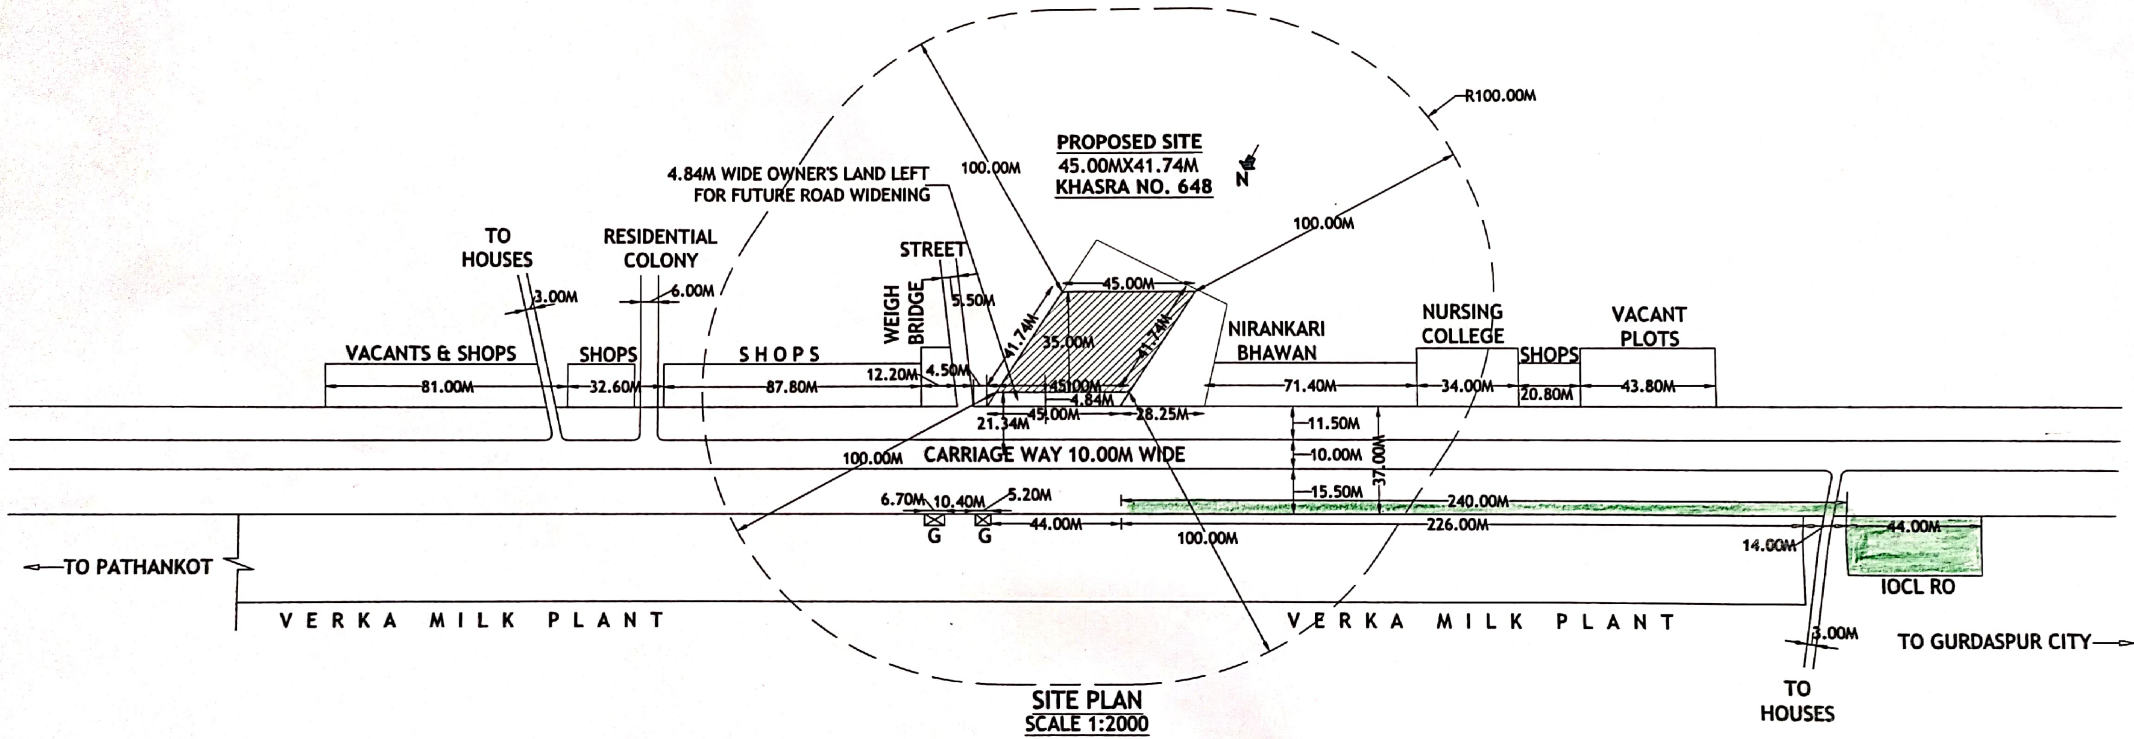 R100.00M
PROPOSED SITE
45.00MX41.74M
KHASRA NO. 648
N
4.84M WIDE OWNER'S LAND LEFT
FOR FUTURE ROAD WIDENING
100.00M
100.00M
TO
HOUSES
3.00M
RESIDENTIAL
COLONY
6.00M
STREET
5.50M
WEIGH
BRIDGE
45.00M
41.74M
35.00M
41.74M
NIRANKARI
BHAWAN
NURSING
COLLEGE
VACANT
PLOTS
VACANTS & SHOPS
SHOPS
SHOPS
SHOPS
81.00M
32.60M
87.80M
12.20M
4.50M
45.00M
71.40M
34.00M
20.80M
43.80M
4.84M
45.00M
28.25M
21.34M
11.50M
100.00M
CARRIAGE WAY 10.00M WIDE
10.00M
37.00M
15.50M
6.70M
10.40M
5.20M
240.00M
G
G
44.00M
100.00M
226.00M
14.00M
44.00M
TO PATHANKOT
IOCL RO
VERKA MILK PLANT
VERKA MILK PLANT
3.00M
TO GURDASPUR CITY
TO
HOUSES
SITE PLAN
SCALE 1:2000